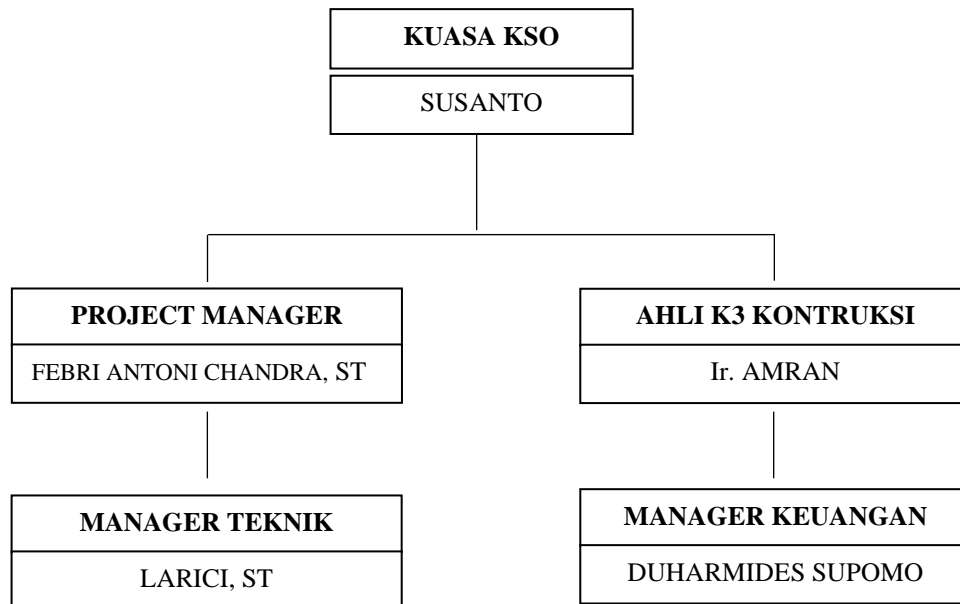 KUASA KSO
SUSANTO
PROJECT MANAGER
FEBRI ANTONI CHANDRA, ST
AHLI K3 KONTRUKSI
Ir. AMRAN
MANAGER TEKNIK
LARICI, ST
MANAGER KEUANGAN
DUHARMIDES SUPOMO